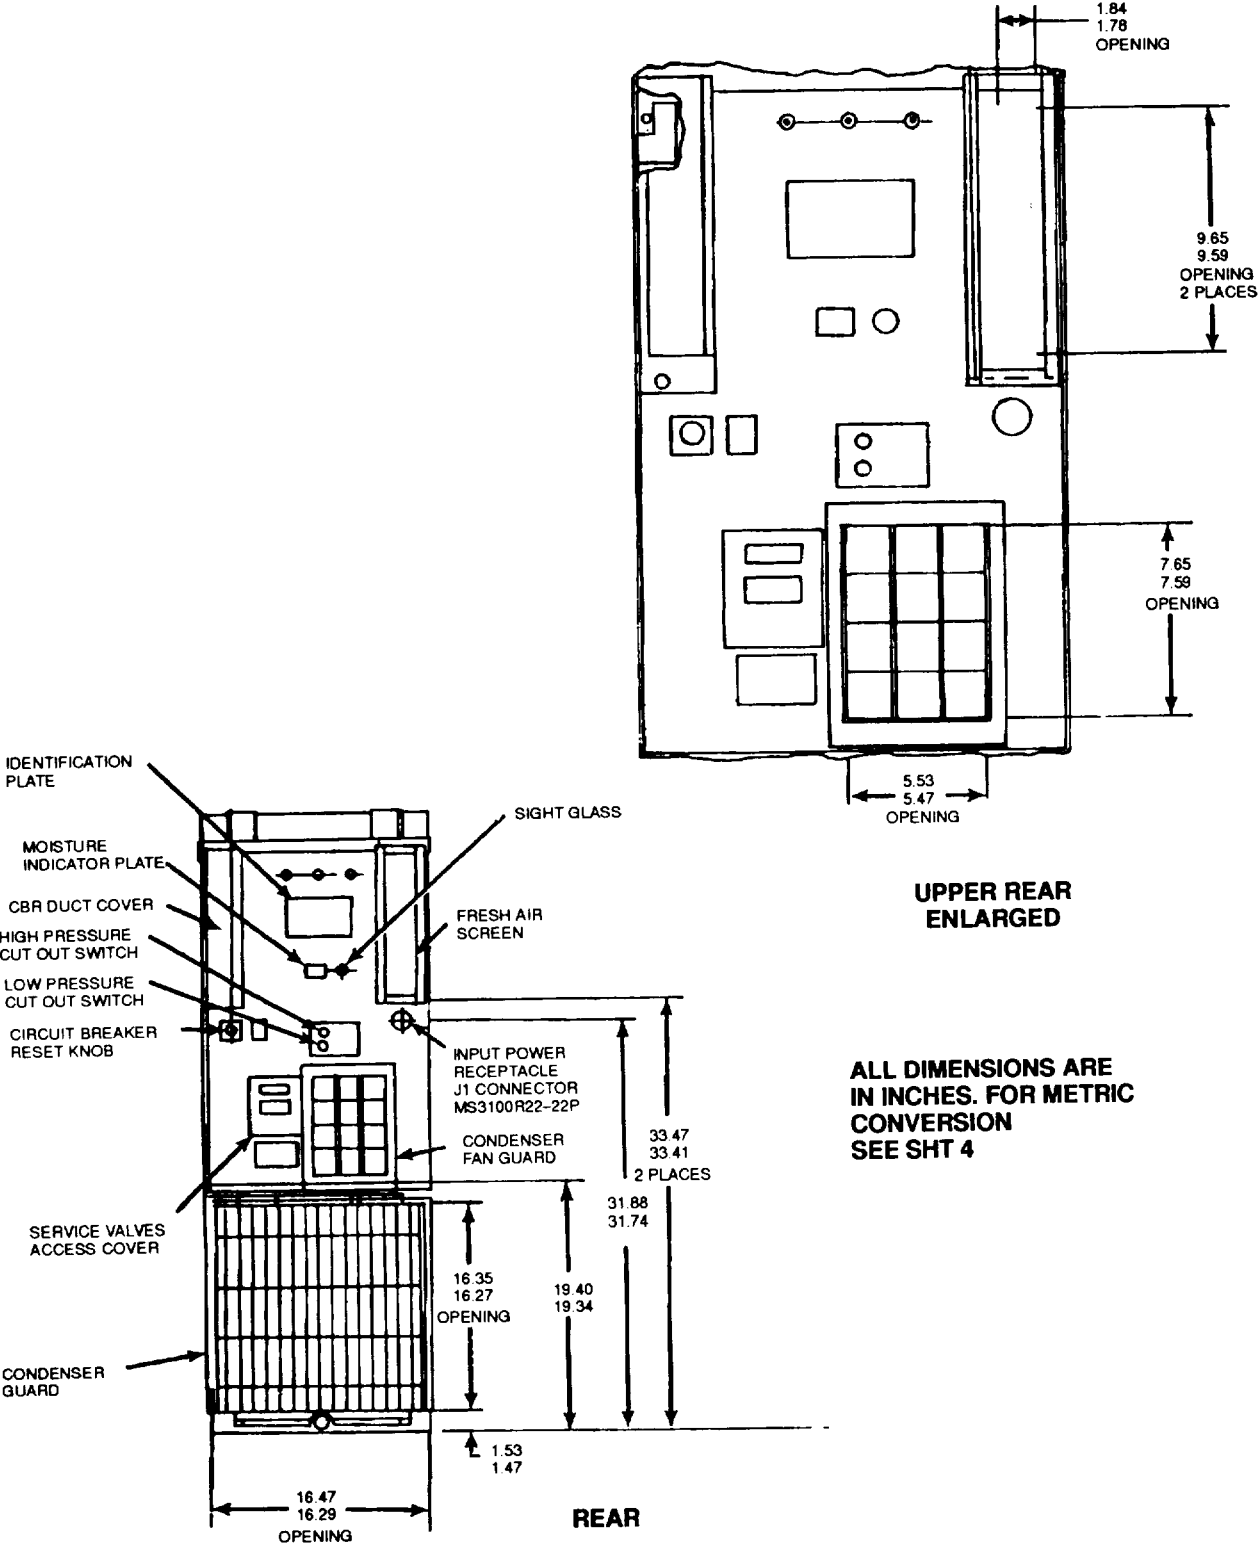 1.84
1.78
OPENING
9.65
9.59
OPENING
2 PLACES
7.65
7.59
OPENING
5.53
5.47
OPENING
UPPER REAR
ENLARGED
IDENTIFICATION
PLATE
MOISTURE
INDICATOR PLATE
CBR DUCT COVER
HIGH PRESSURE
CUT OUT SWITCH
LOW PRESSURE
CUT OUT SWITCH
CIRCUIT BREAKER
RESET KNOB
SIGHT GLASS
FRESH AIR
SCREEN
INPUT POWER
RECEPTACLE
J1 CONNECTOR
MS3100R22-22P
CONDENSER
FAN GUARD
ALL DIMENSIONS ARE
IN INCHES. FOR METRIC
CONVERSION
SEE SHT 4
33.47
33.41
2 PLACES
31.88
31.74
19.40
19.34
16.35
16.27
OPENING
SERVICE VALVES
ACCESS COVER
CONDENSER
GUARD
1.53
1.47
16.47
16.29
OPENING
REAR